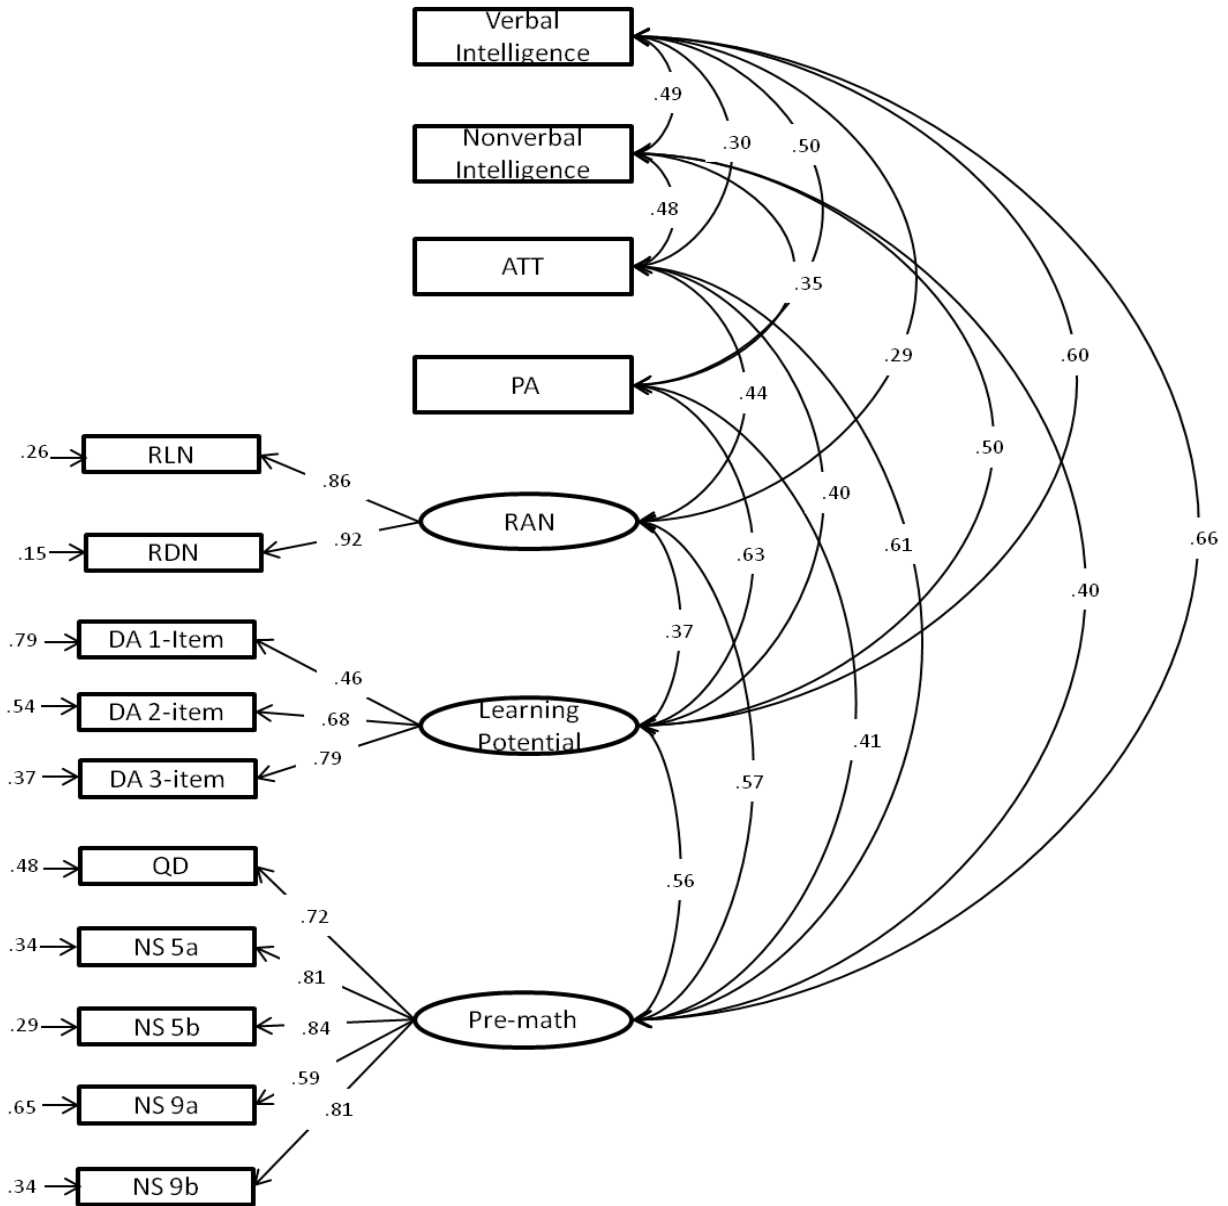 Verbal
Intelligence
.49
Nonverbal
Intelligence
.30
.50
.48
ATT
.35
.29
.60
PA
.44
.50
.26
RLN
.86
RAN
.40
.15
RDN
.92
.63
.61
.66
.40
.79
DA 1-Item
.46
.37
.54
DA 2-item
.68
Learning
Potential
.37
DA 3-item
.79
.41
.57
.48
QD
.72
.56
.34
NS 5a
.81
.29
NS 5b
.84
Pre-math
.65
NS 9a
.59
.34
NS 9b
.81